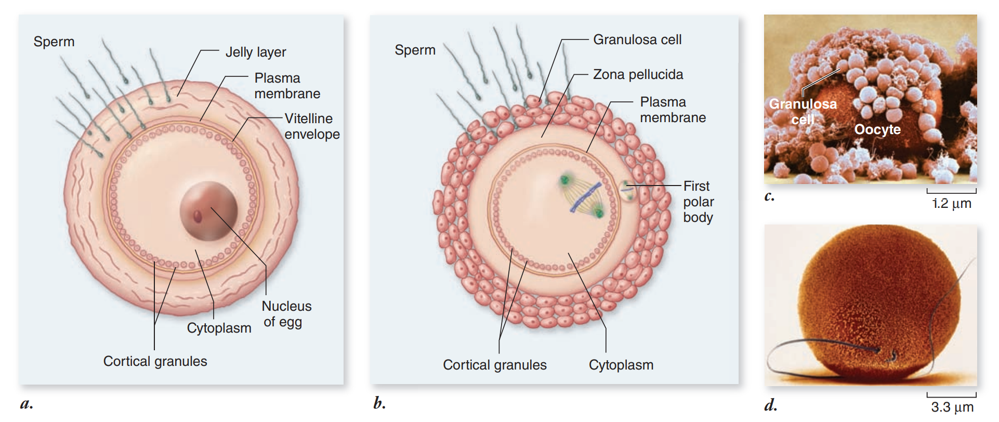 Sperm
Jelly layer
Plasma
membrane
Vitelline
envelope
Nucleus
of egg
Cytoplasm
Cortical granules
a.
Sperm
Granulosa cell
Zona pellucida
Plasma
membrane
First
polar
body
Cortical granules
Cytoplasm
b.
Granulosa
cell
Oocyte
c.
1.2 μm
d.
3.3 μm